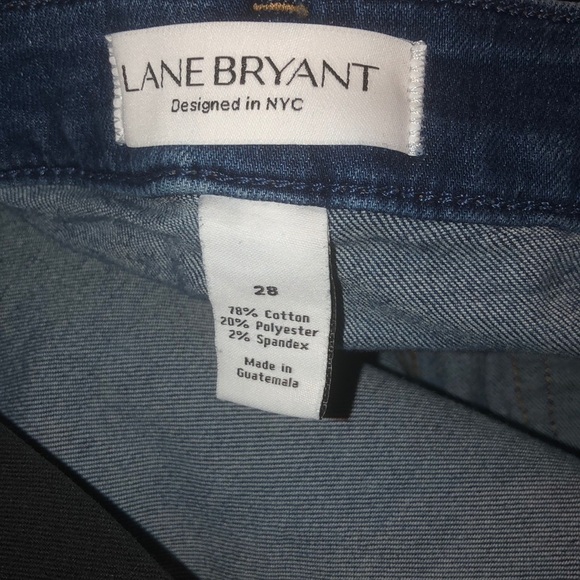 LANE BRYANT
Designed in NYC
28
78% Cotton
20% Polyester
2% Spandex
Made in
Guatemala